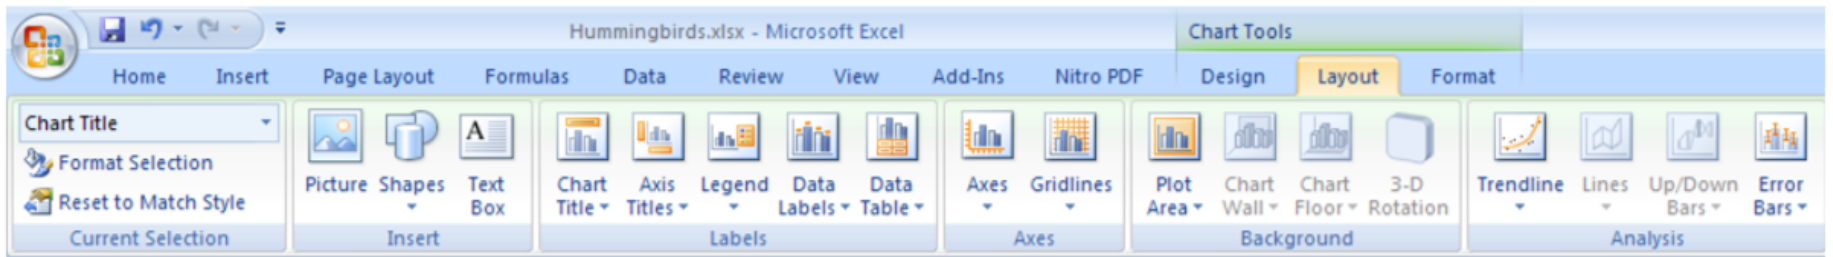 Hummingbirds.xlsx - Microsoft Excel
Chart Tools
Home Insert Page Layout Formulas Data Review View Add-Ins Nitro PDF Design Layout Format
Chart Title
Format Selection
Reset to Match Style
Current Selection
A
Picture Shapes Text
Box
Insert
Chart Axis Legend Data Data
Title Titles Labels Table
Labels
Axes Gridlines
Axes
Plot Chart Chart 3-D
Area Wall Floor Rotation
Background
Trendline Lines Up/Down Error
Bars Bars
Analysis